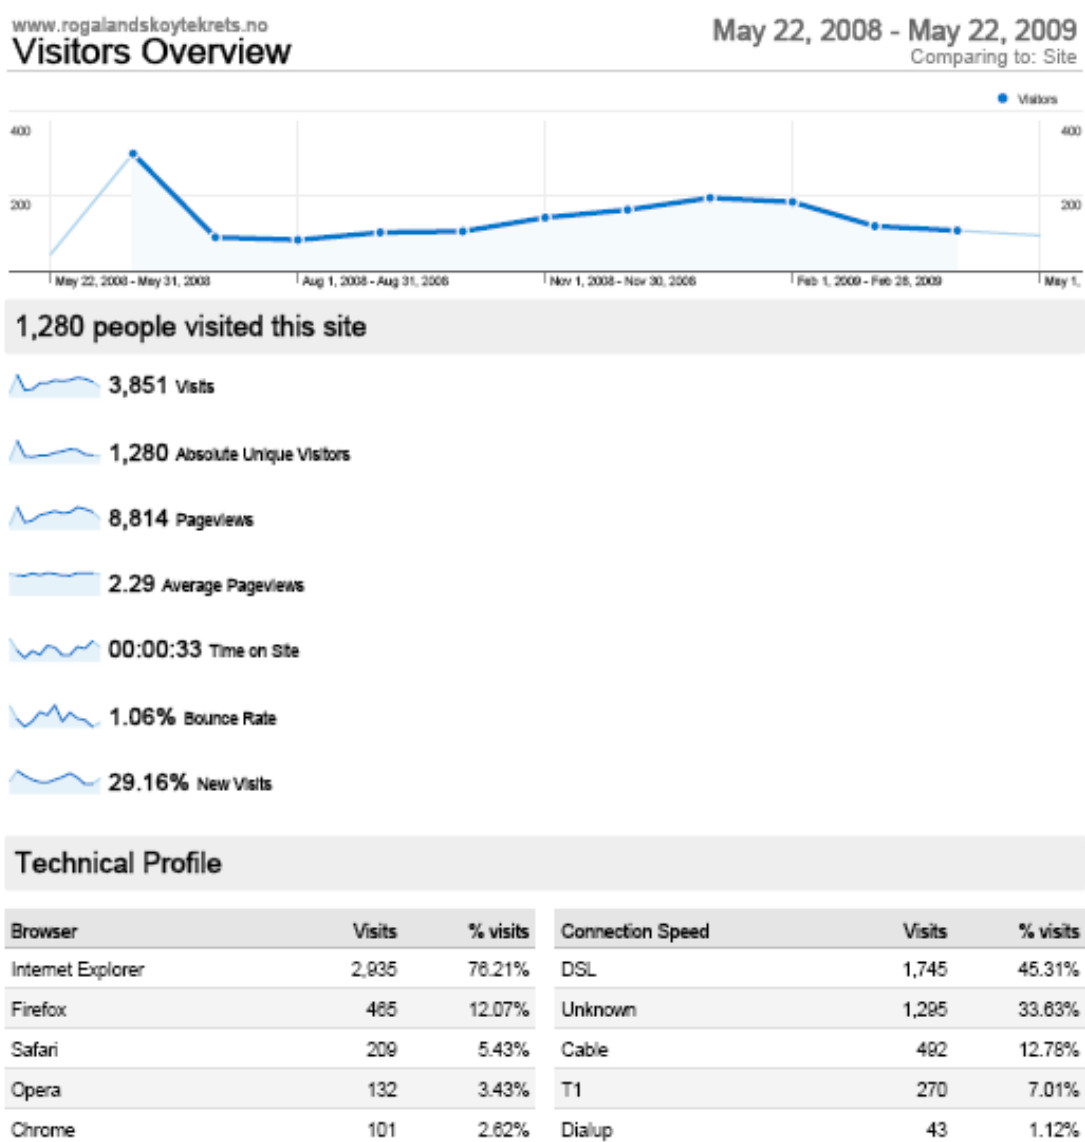 www.rogalandskoytekrets.no
Visitors Overview
May 22, 2008 - May 22, 2009
Comparing to: Site
Visitors
400 400
200 200
May 22, 2008 - May 31, 2008 Aug 1, 2008 - Aug 31, 2008 Nov 1, 2008 - Nov 30, 2008 Feb 1, 2009 - Feb 28, 2009 May 1,
1,280 people visited this site
3,851 Visits
1,280 Absolute Unique Visitors
8,814 Pageviews
2.29 Average Pageviews
00:00:33 Time on Site
1.06% Bounce Rate
29.16% New Visits
Technical Profile
Browser Visits % visits Connection Speed Visits % visits
Internet Explorer 2,935 76.21% DSL 1,745 45.31%
Firefox 465 12.07% Unknown 1,295 33.63%
Safari 209 5.43% Cable 492 12.78%
Opera 132 3.43% T1 270 7.01%
Chrome 101 2.62% Dialup 43 1.12%